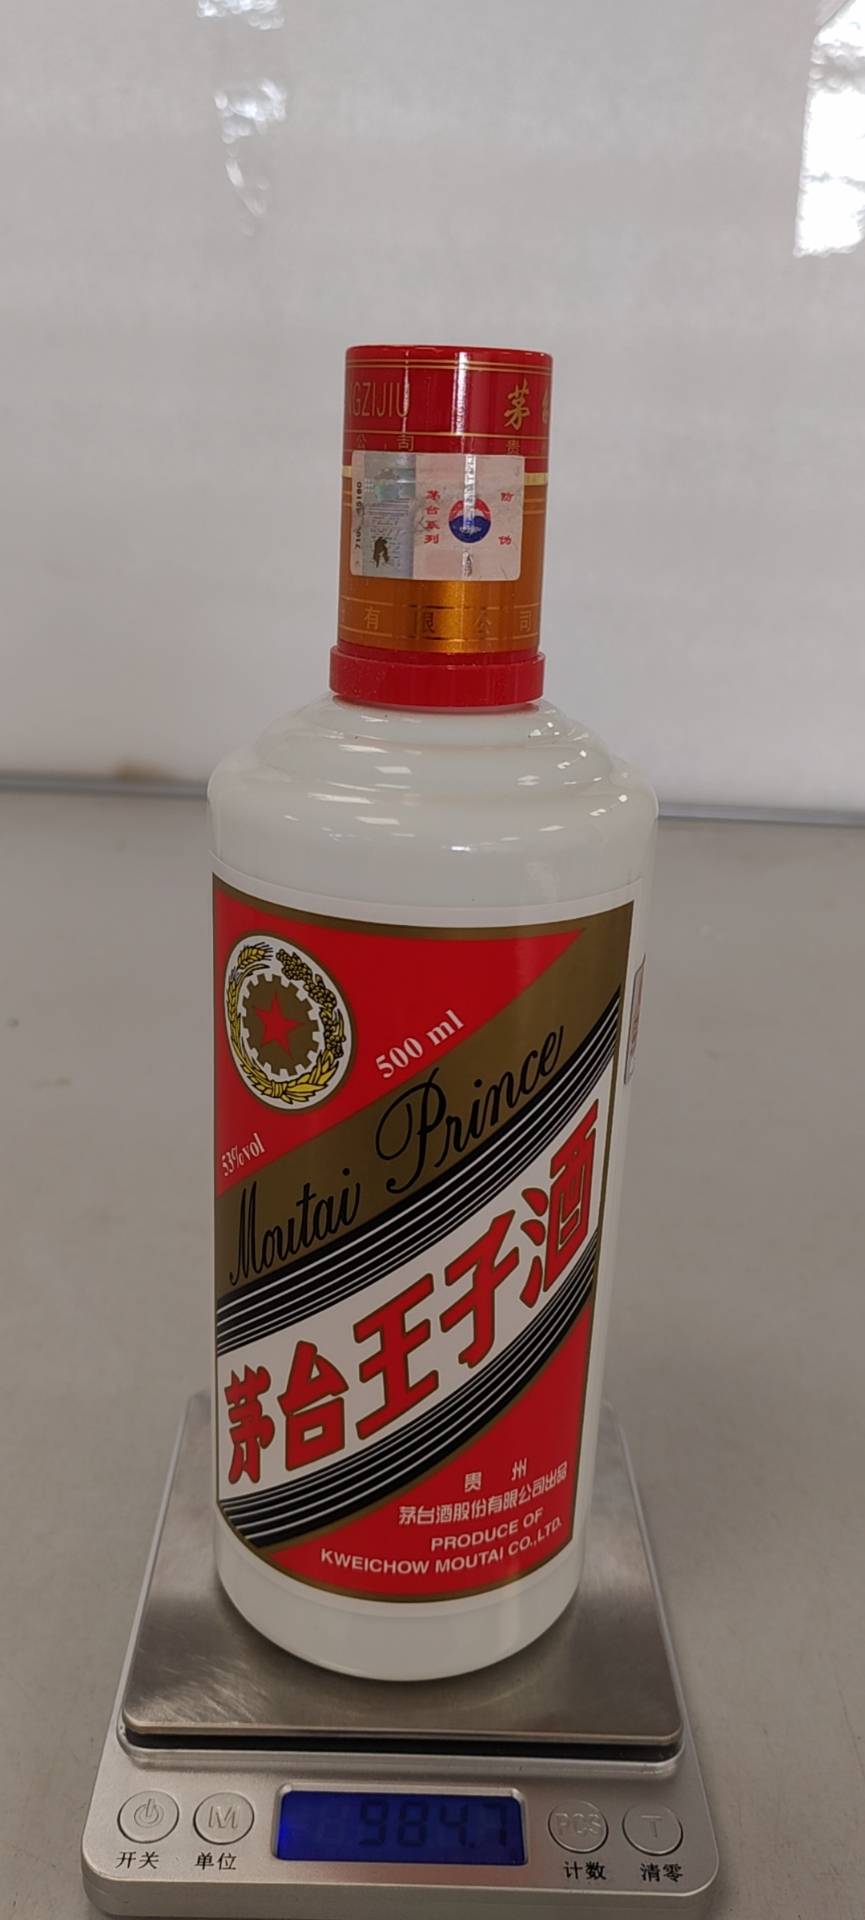 GZIJIU 茅台
公司 贵
茅台系列 防伪
有限公司
500 ml
53%vol
Moutai Prince
茅台王子酒
贵州
茅台酒股份有限公司出品
PRODUCE OF
KWEICHOW MOUTAI CO.,LTD.
M 984.7 PCS T
开关 单位 计数 清零